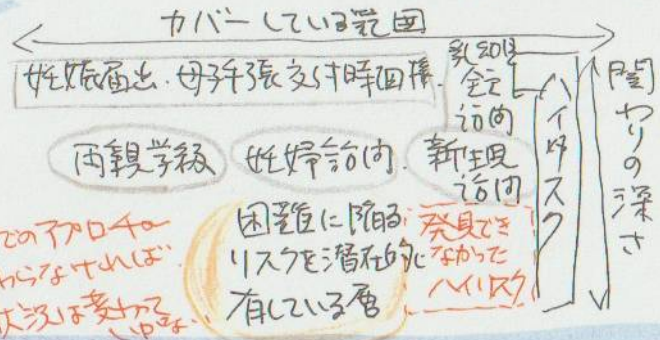 カバーしている範囲
妊娠届出・母子手帳交付時面接
乳幼児
全戸
訪問
ハイリスク
関わりの深さ
両親学級
妊婦訪問
新生児
訪問
困難に陥る
リスクを潜在的に
有している層
発見でき
なかった
ハイリスク
でのアプローチ
わらなければ
状況は変わって
いかない